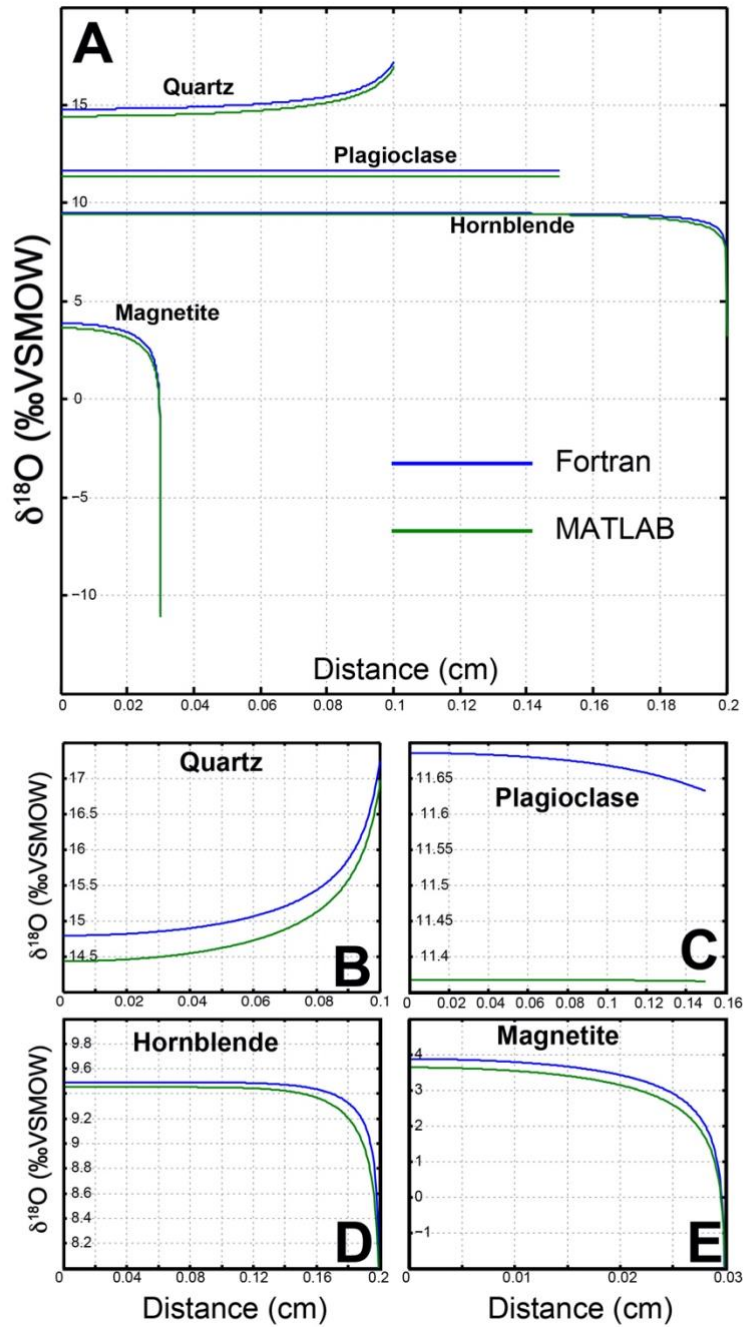 A
Quartz
15
Plagioclase
10
Hornblende
5
Magnetite
0
Fortran
−5
MATLAB
−10
δ¹⁸O (‰VSMOW)
Distance (cm)
0 0.02 0.04 0.06 0.08 0.1 0.12 0.14 0.16 0.18 0.2
Quartz
17
16.5
16
15.5
15
14.5
B
δ¹⁸O (‰VSMOW)
0 0.02 0.04 0.06 0.08 0.1
11.65
Plagioclase
11.6
11.55
11.5
11.45
11.4
C
0 0.02 0.04 0.06 0.08 0.1 0.12 0.14 0.16
Hornblende
9.8
9.6
9.4
9.2
9
8.8
8.6
8.4
8.2
D
δ¹⁸O (‰VSMOW)
0 0.04 0.08 0.12 0.16 0.2
Distance (cm)
Magnetite
4
3
2
1
0
−1
E
0 0.01 0.02 0.03
Distance (cm)